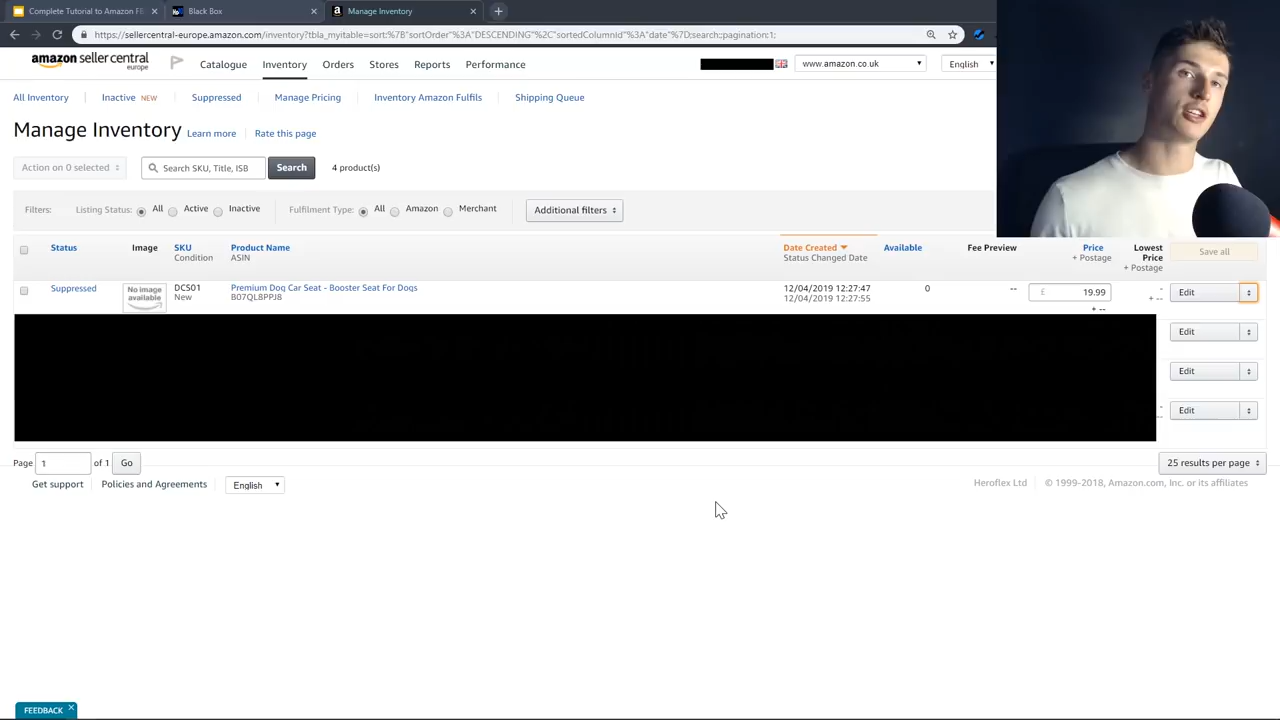 Complete Tutorial to Amazon FB
Black Box
Manage Inventory
https://sellercentral-europe.amazon.com/inventory?tbla_myitable=sort:%7B"sortOrder"%3A"DESCENDING"%2C"sortedColumnId"%3A"date"%7D;search:;pagination:1;
amazon seller central
europe
Catalogue Inventory Orders Stores Reports Performance
www.amazon.co.uk
English
All Inventory Inactive NEW Suppressed Manage Pricing Inventory Amazon Fulfils Shipping Queue
Manage Inventory Learn more Rate this page
Action on 0 selected Search SKU, Title, ISB Search 4 product(s)
Filters: Listing Status: All Active Inactive Fulfilment Type: All Amazon Merchant Additional filters
Status Image SKU Product Name Date Created Available Fee Preview Price Lowest
Condition ASIN Status Changed Date + Postage Price
+ Postage
Save all
Suppressed No image available DCS01 Premium Dog Car Seat - Booster Seat For Dogs 12/04/2019 12:27:47 0 -- £ 19.99 - Edit
New B07QL8PPJ8 12/04/2019 12:27:55 + --
+ --
Edit
Edit
Edit
Page 1 of 1 Go 25 results per page
Get support Policies and Agreements English Heroflex Ltd © 1999-2018, Amazon.com, Inc. or its affiliates
FEEDBACK